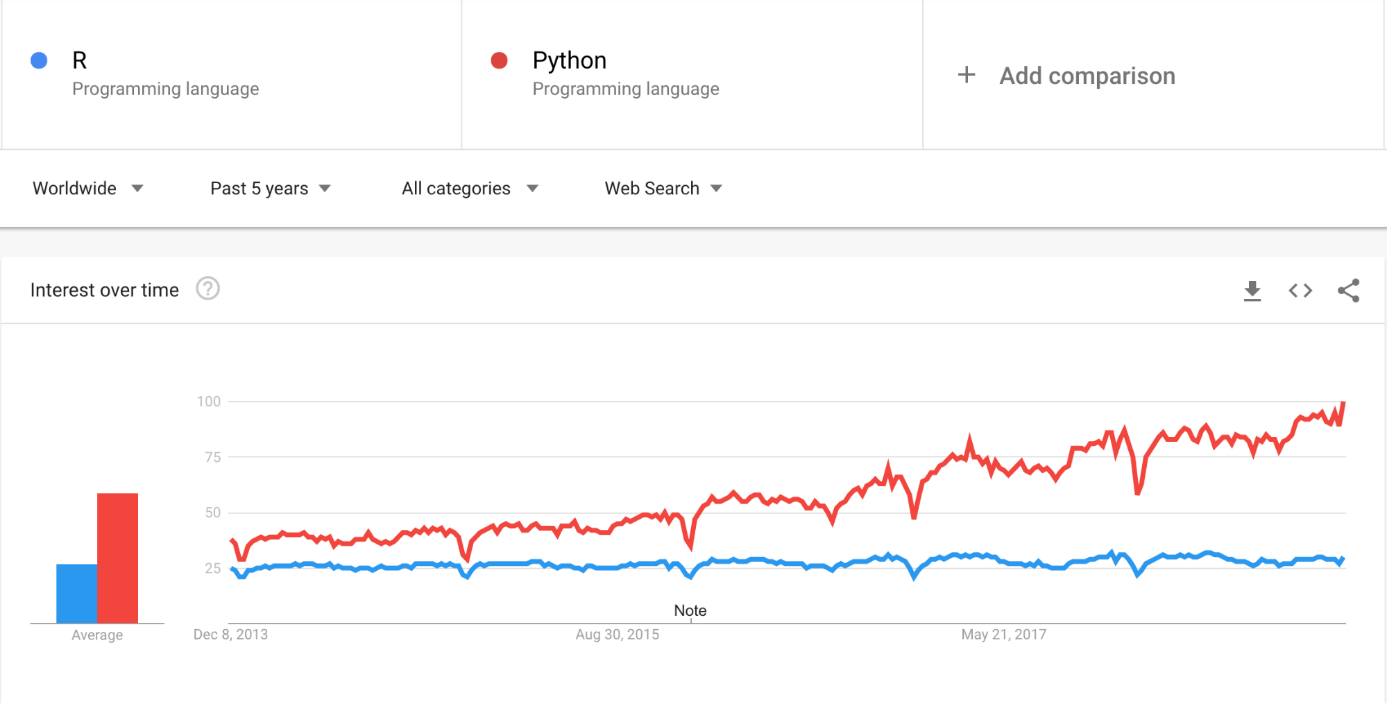 R
Programming language
Python
Programming language
+ Add comparison
Worldwide
Past 5 years
All categories
Web Search
Interest over time ?
100
75
50
25
Note
Average
Dec 8, 2013
Aug 30, 2015
May 21, 2017